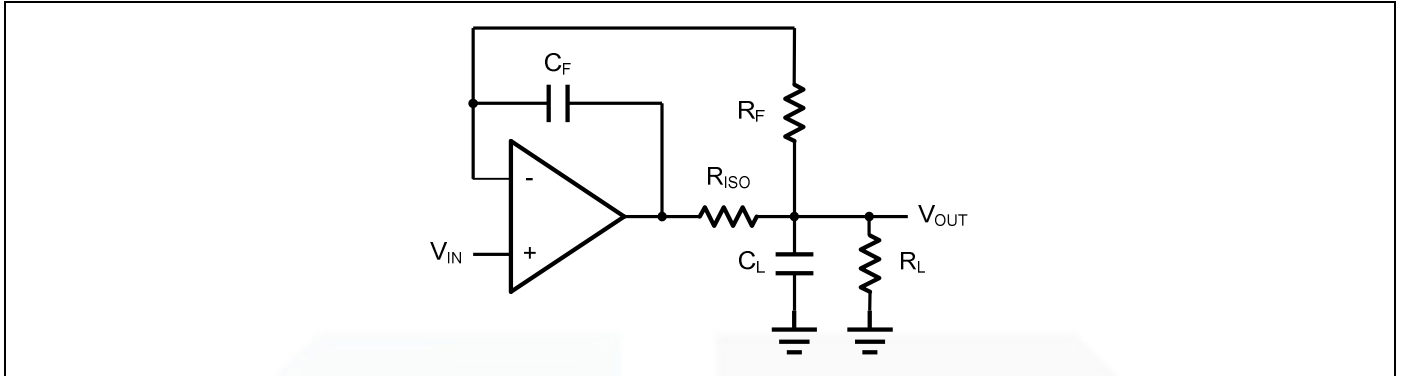 C_F
R_F
R_ISO
-
V_OUT
V_IN
+
C_L
R_L